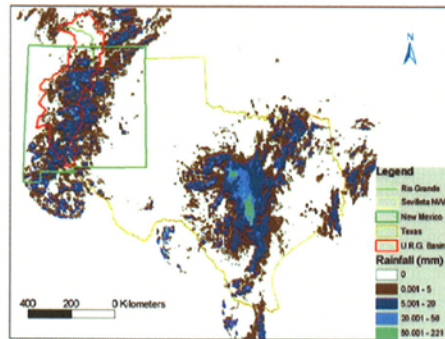 N
Legend
Rio Grande
Sevilleta NWR
New Mexico
Texas
U.R.G. Basin
Rainfall (mm)
0
0.001 - 5
5.001 - 20
20.001 - 50
50.001 - 221
400 200 0 Kilometers